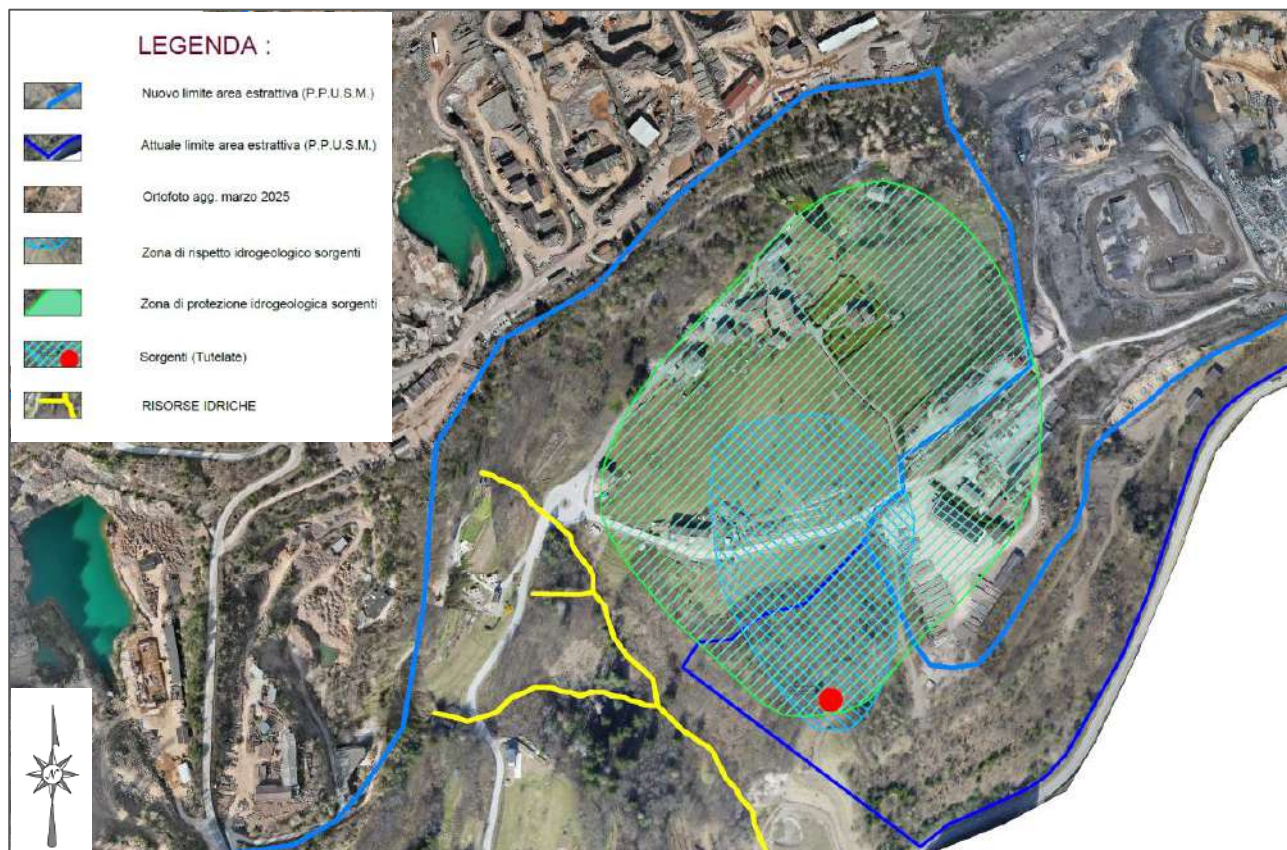 LEGENDA :
Nuovo limite area estrattiva (P.P.U.S.M.)
Attuale limite area estrattiva (P.P.U.S.M.)
Ortofoto agg. marzo 2025
Zona di rispetto idrogeologico sorgenti
Zona di protezione idrogeologica sorgenti
Sorgenti (Tutelate)
RISORSE IDRICHE
N